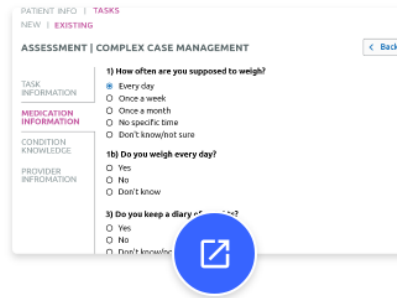 PATIENT INFO | TASKS
NEW | EXISTING
ASSESSMENT | COMPLEX CASE MANAGEMENT
Back
TASK
INFORMATION
MEDICATION
INFORMATION
CONDITION
KNOWLEDGE
PROVIDER
INFROMATION
1) How often are you supposed to weigh?
Every day
Once a week
Once a month
No specific time
Don't know/not sure
1b) Do you weigh every day?
Yes
No
Don't know
3) Do you keep a diary
Yes
No
Don't know/